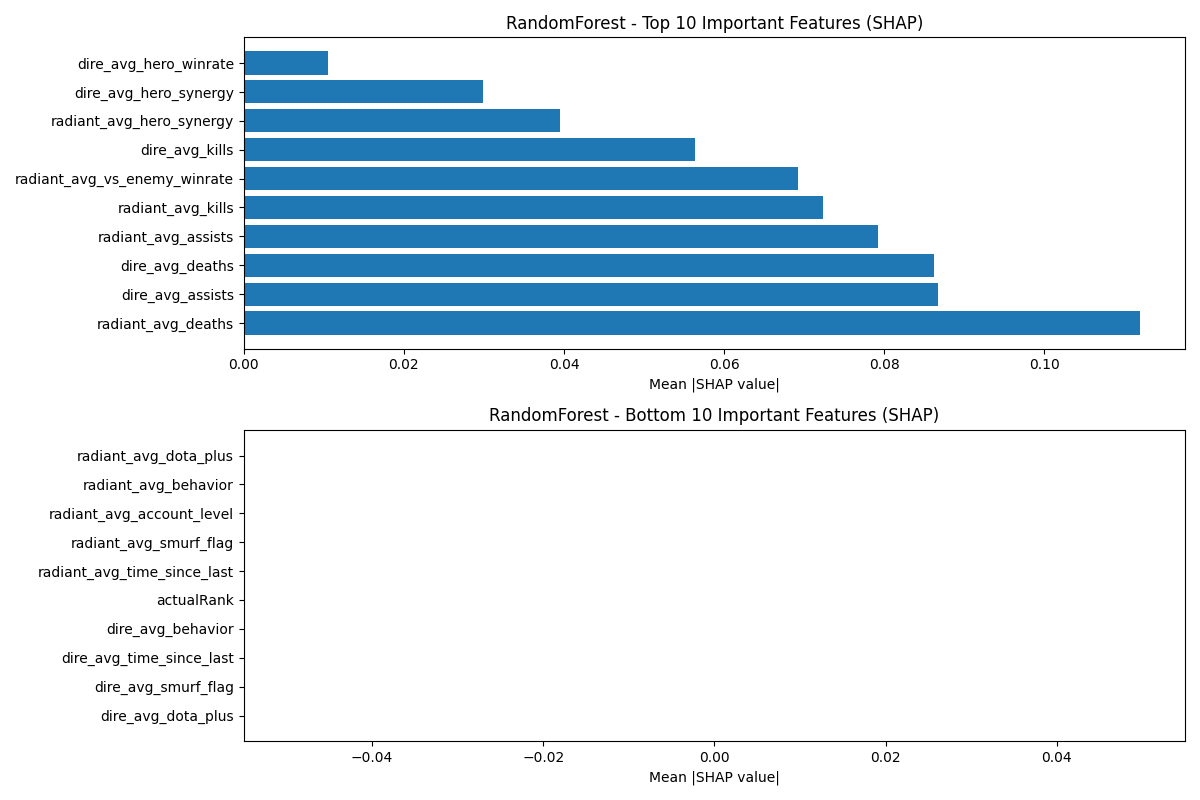 RandomForest - Top 10 Important Features (SHAP)
dire_avg_hero_winrate
dire_avg_hero_synergy
radiant_avg_hero_synergy
dire_avg_kills
radiant_avg_vs_enemy_winrate
radiant_avg_kills
radiant_avg_assists
dire_avg_deaths
dire_avg_assists
radiant_avg_deaths
0.00 0.02 0.04 0.06 0.08 0.10
Mean |SHAP value|
RandomForest - Bottom 10 Important Features (SHAP)
radiant_avg_dota_plus
radiant_avg_behavior
radiant_avg_account_level
radiant_avg_smurf_flag
radiant_avg_time_since_last
actualRank
dire_avg_behavior
dire_avg_time_since_last
dire_avg_smurf_flag
dire_avg_dota_plus
−0.04 −0.02 0.00 0.02 0.04
Mean |SHAP value|